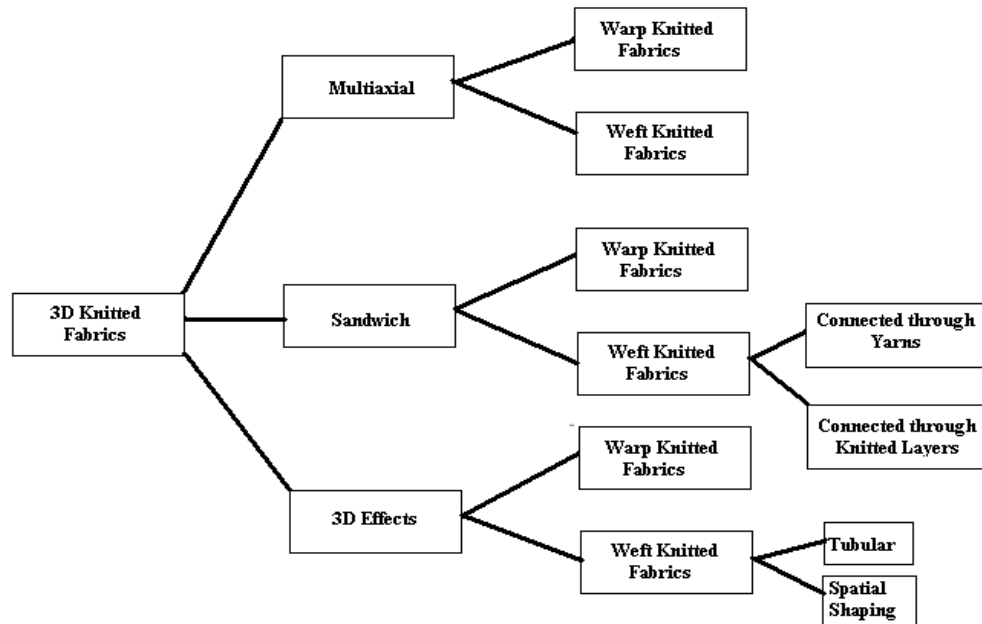 Warp Knitted
Fabrics
Multiaxial
Weft Knitted
Fabrics
Warp Knitted
Fabrics
3D Knitted
Fabrics
Sandwich
Connected through
Yarns
Weft Knitted
Fabrics
Connected through
Knitted Layers
Warp Knitted
Fabrics
3D Effects
Weft Knitted
Fabrics
Tubular
Spatial
Shaping